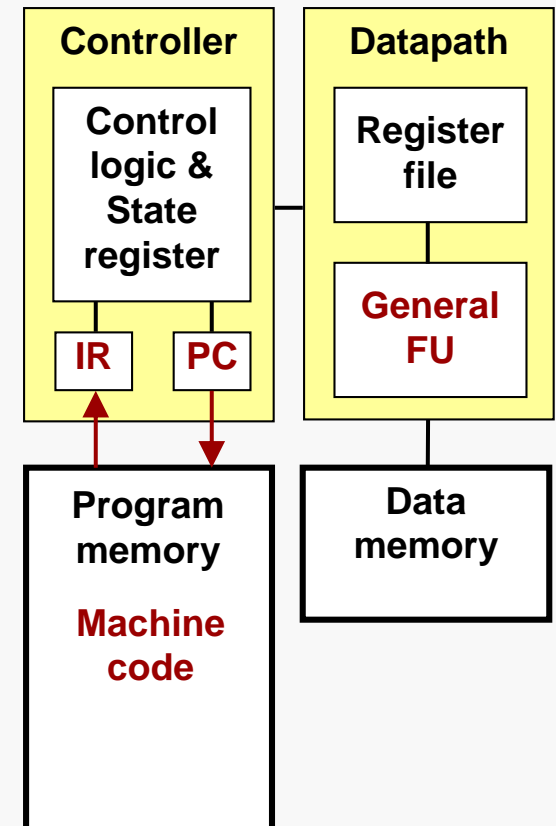 Controller
Control
logic &
State
register
IR
PC
Datapath
Register
file
General
FU
Program
memory
Machine
code
Data
memory